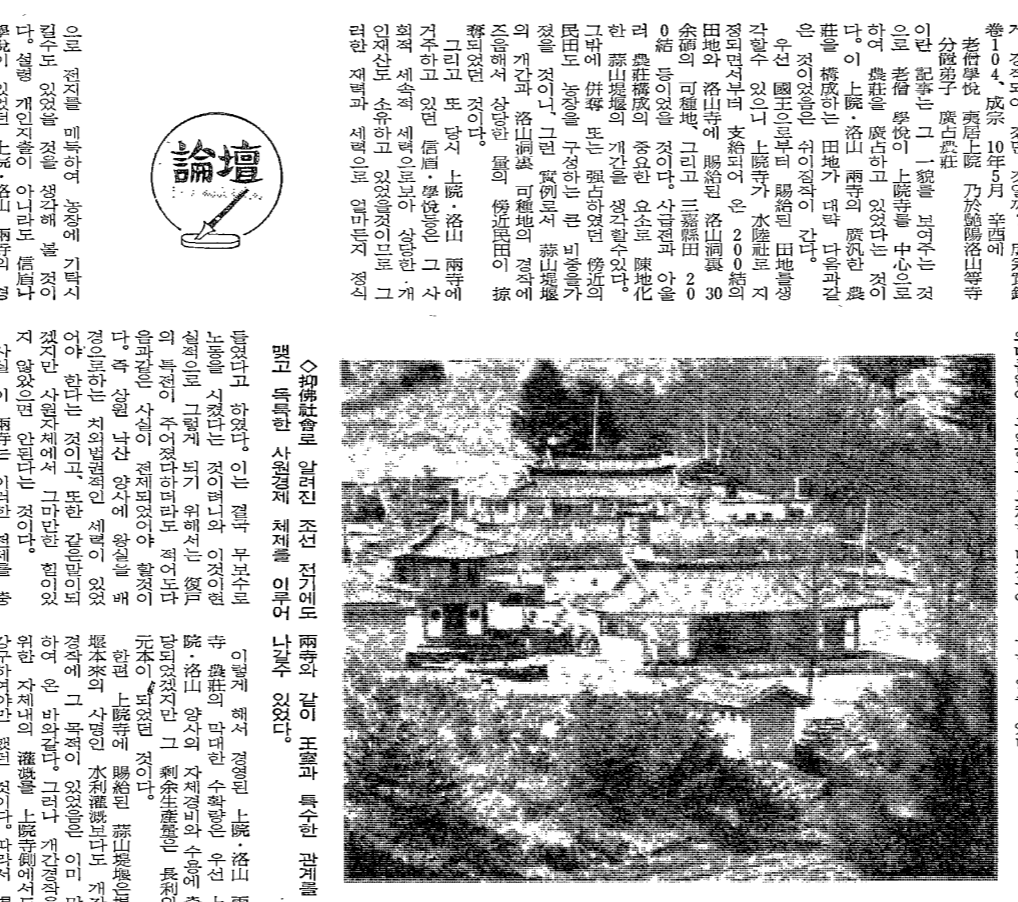 卷104、成宗 10年5月 辛酉에
老僧學悅 夷居上院 乃於艶陽洛山等寺
分置弟子 廣占農莊
이란 記事는 그 一貌를 보여주는 것
으로 老僧 學悅이 上院寺를 中心으로
하여 農莊을 廣占하고 있었다는 것이
다。이 上院·洛山 兩寺의 廣汎한 農
莊을 構成하는 田地가 대략 다음과같
은 것이었음은 쉬이짐작이 간다。
우선 國王으로부터 賜給된 田地를생
각할수 있으니 上院寺가 水陸社로 지
정되면서부터 支給되어 온 200結의
田地와 洛山寺에 賜給된 洛山洞裏 30
余碩의 可種地、그리고 三嘉縣田 20
0結 등이었을 것이다。사급전과 아울
러 農莊構成의 중요한 요소로 陳地化
한 蒜山堤堰의 개간을 생각할수있다。
그밖에 併奪 또는 强占하였던 傍近의
民田도 농장을 구성하는 큰 비중을가
졌을 것이니、그런 實例로서 蒜山堤堰
의 개간과 洛山洞裏 可種地의 경작에
즈음해서 상당한 量의 傍近民田이 掠
奪되었던 것이다。
그리고 또 당시 上院·洛山 兩寺에
거주하고 있던 信眉·學悅등은 그 사
회적 세속적 세력으로보아 상당한·개
인재산도 소유하고 있었을것이므로 그
러한 재력과 세력으로 얼마든지 정식
論壇
으로 전지를 매득하여 농장에 기탁시
킬수도 있었을 것을 생각해 볼 것이
다。설령 개인지출이 아니라도 信眉나
◇抑佛社會로 알려진 조선 전기에도 兩寺와 같이 王室과 특수한 관계를
맺고 독특한 사원경제 체제를 이루어 나갈수 있었다。
들였다고 하였다。이는 결국 무보수로
노동을 시켰다는 것이려니와 이것이현
실적으로 그렇게 되기 위해서는 復戶
의 특전이 주어졌다하더라도 적어도다
음과같은 사실이 전제되었어야 할것이
다。즉 상원 낙산 양사에 왕실을 배
경으로하는 치외법권적인 세력이 있었
어야 한다는 것이고、또한 같은말이되
겠지만 사원자체에서 그마만한 힘이있
지 않았으면 안된다는 것이다。
이렇게 해서 경영된 上院·洛山 兩
寺 農莊의 막대한 수확량은 우선 上
院·洛山 양사의 자체경비와 수용에 충
당되었겠지만 그 剩余生產量은 長利의
元本이 되었던 것이다。
한편 上院寺에 賜給된 蒜山堤堰은堤
堰本來의 사명인 水利灌漑보다도 개간
경작에 그 목적이 있었음은 이미 말
하여 온 바와같다。그러나 개간경작을
위한 자체내의 灌漑를 上院寺側에서도
강구하여야만 했던 것이다。따라서